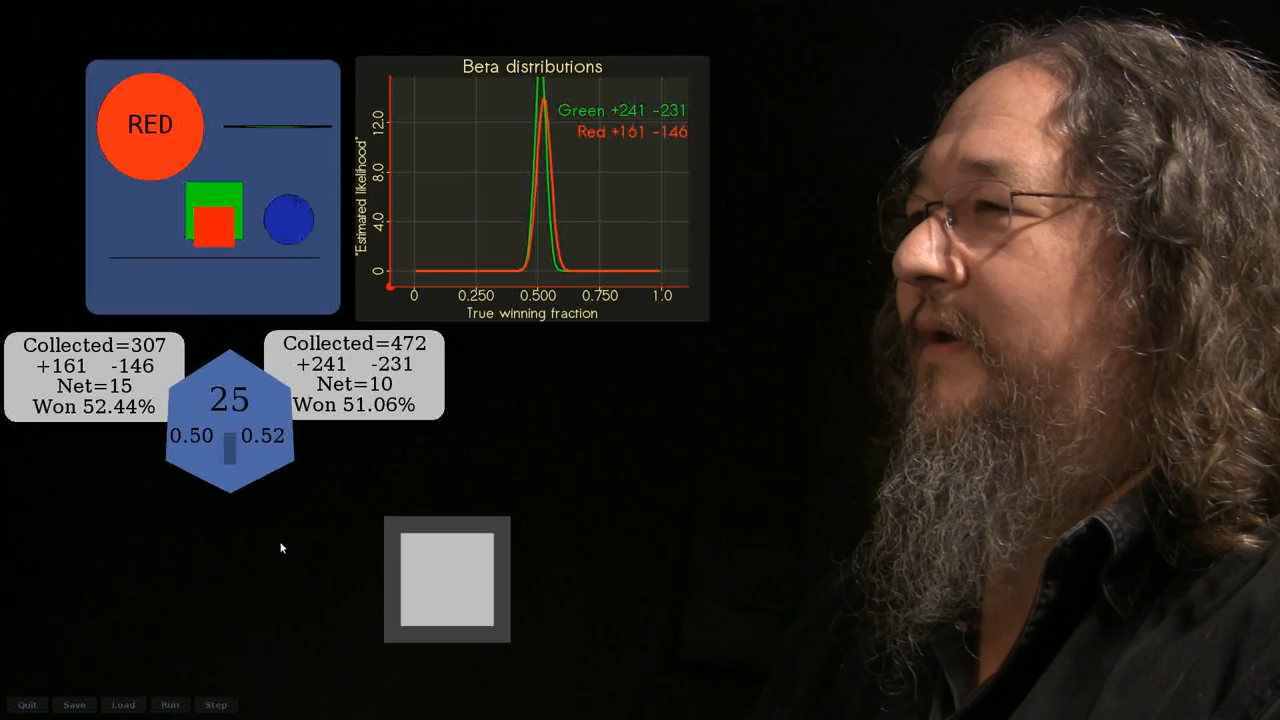 RED
Beta distributions
Green +241 -231
Red +161 -146
"Estimared likelihood"
12.0
8.0
4.0
0
0 0.250 0.500 0.750 1.0
True winning fraction
Collected=307
+161 -146
Net=15
Won 52.44%
Collected=472
+241 -231
Net=10
Won 51.06%
25
0.50 0.52
Quit Save Load Run Step